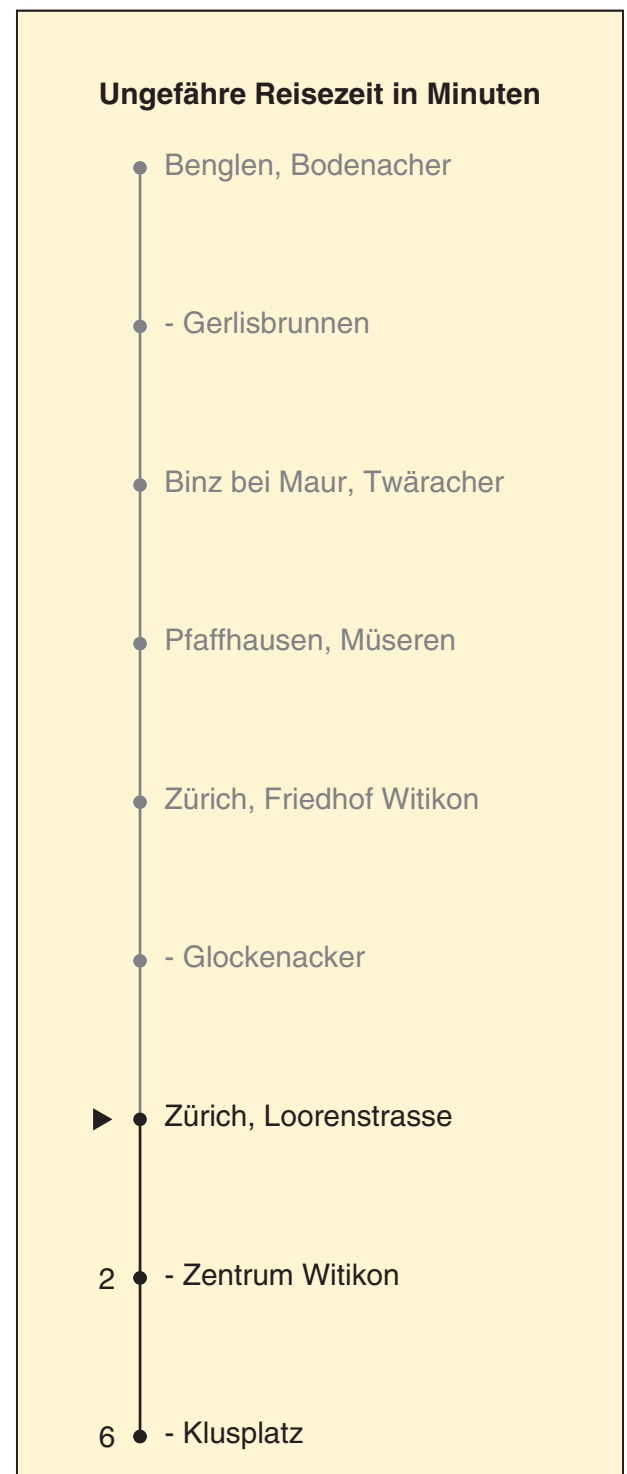 Ungefähre Reisezeit in Minuten
Benglen, Bodenacher
- Gerlisbrunnen
Binz bei Maur, Twäracher
Pfaffhausen, Müseren
Zürich, Friedhof Witikon
- Glockenacker
Zürich, Loorenstrasse
2 - Zentrum Witikon
6 - Klusplatz